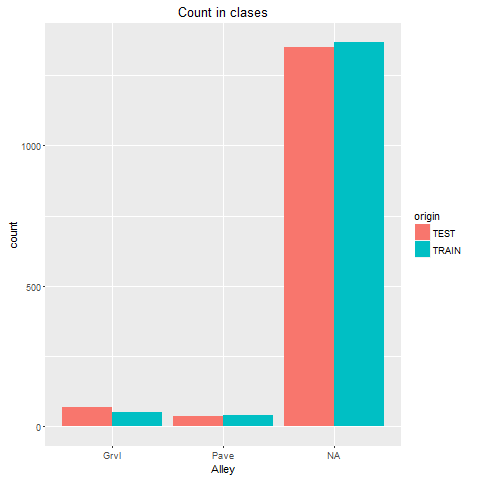 Count in clases
1000
500
0
count
Grvl Pave NA
Alley
origin
TEST
TRAIN